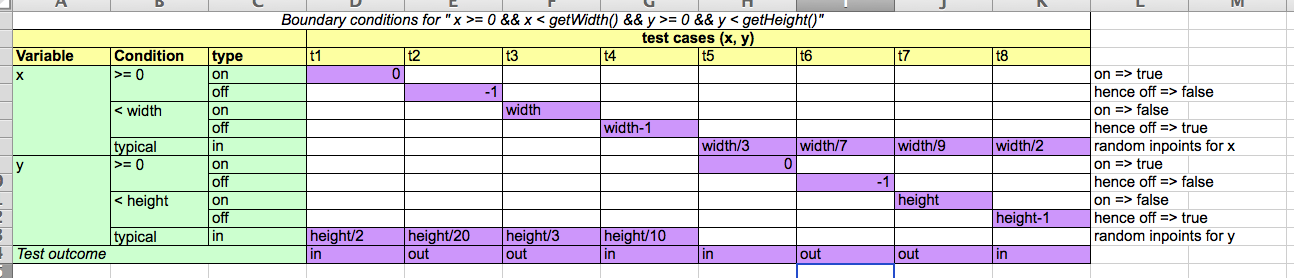 A B C D E F G H I J K L M
Boundary conditions for " x >= 0 && x < getWidth() && y >= 0 && y < getHeight()"
test cases (x, y)
Variable Condition type t1 t2 t3 t4 t5 t6 t7 t8
x >= 0 on 0 on => true
off -1 hence off => false
< width on width on => false
off width-1 hence off => true
typical in width/3 width/7 width/9 width/2 random inpoints for x
y >= 0 on 0 on => true
off -1 hence off => false
< height on height on => false
off height-1 hence off => true
typical in height/2 height/20 height/3 height/10 random inpoints for y
Test outcome in out out in in out out in